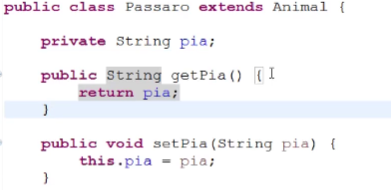 public class Passaro extends Animal {
private String pia;
public String getPia() {
return pia;
}
public void setPia(String pia) {
this.pia = pia;
}